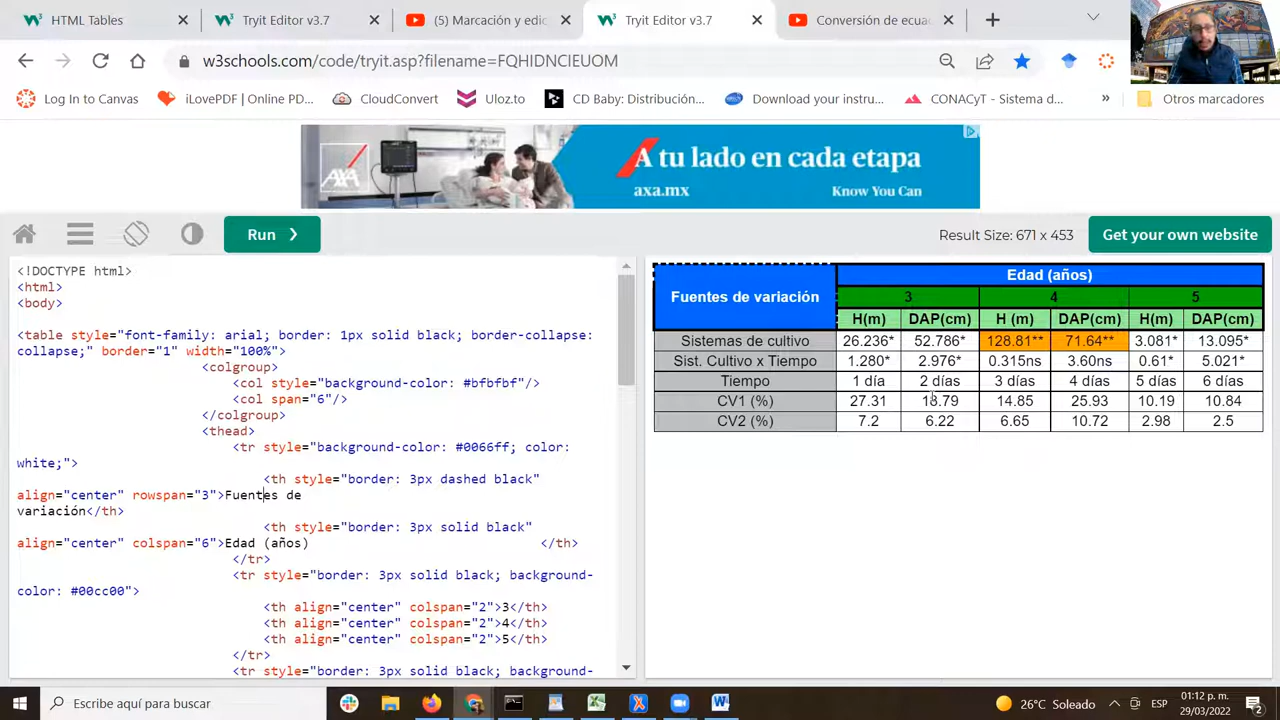 HTML Tables
Tryit Editor v3.7
(5) Marcación y edic
Tryit Editor v3.7
Conversión de ecua
w3schools.com/code/tryit.asp?filename=FQHIDNCIEUOM
Log In to Canvas
iLovePDF | Online PD...
CloudConvert
Uloz.to
CD Baby: Distribución...
Download your instru...
CONACyT - Sistema d...
»
Otros marcadores
AXA
A tu lado en cada etapa
axa.mx
Know You Can
Run ❯
Result Size: 671 x 453
Get your own website
<!DOCTYPE html>
<html>
<body>
<table style="font-family: arial; border: 1px solid black; border-collapse:
collapse;" border="1" width="100%">
<colgroup>
<col style="background-color: #bfbfbf"/>
<col span="6"/>
</colgroup>
<thead>
<tr style="background-color: #0066ff; color:
white;">
<th style="border: 3px dashed black"
align="center" rowspan="3">Fuentes de
variación</th>
<th style="border: 3px solid black"
align="center" colspan="6">Edad (años) </th>
</tr>
<tr style="border: 3px solid black; background-
color: #00cc00">
<th align="center" colspan="2">3</th>
<th align="center" colspan="2">4</th>
<th align="center" colspan="2">5</th>
</tr>
<tr style="border: 3px solid black; background-
Fuentes de variación Edad (años)
3 4 5
H(m) DAP(cm) H (m) DAP(cm) H(m) DAP(cm)
Sistemas de cultivo 26.236* 52.786* 128.81** 71.64** 3.081* 13.095*
Sist. Cultivo x Tiempo 1.280* 2.976* 0.315ns 3.60ns 0.61* 5.021*
Tiempo 1 día 2 días 3 días 4 días 5 días 6 días
CV1 (%) 27.31 18.79 14.85 25.93 10.19 10.84
CV2 (%) 7.2 6.22 6.65 10.72 2.98 2.5
Escribe aquí para buscar
26°C Soleado
ESP
01:12 p. m.
29/03/2022
2